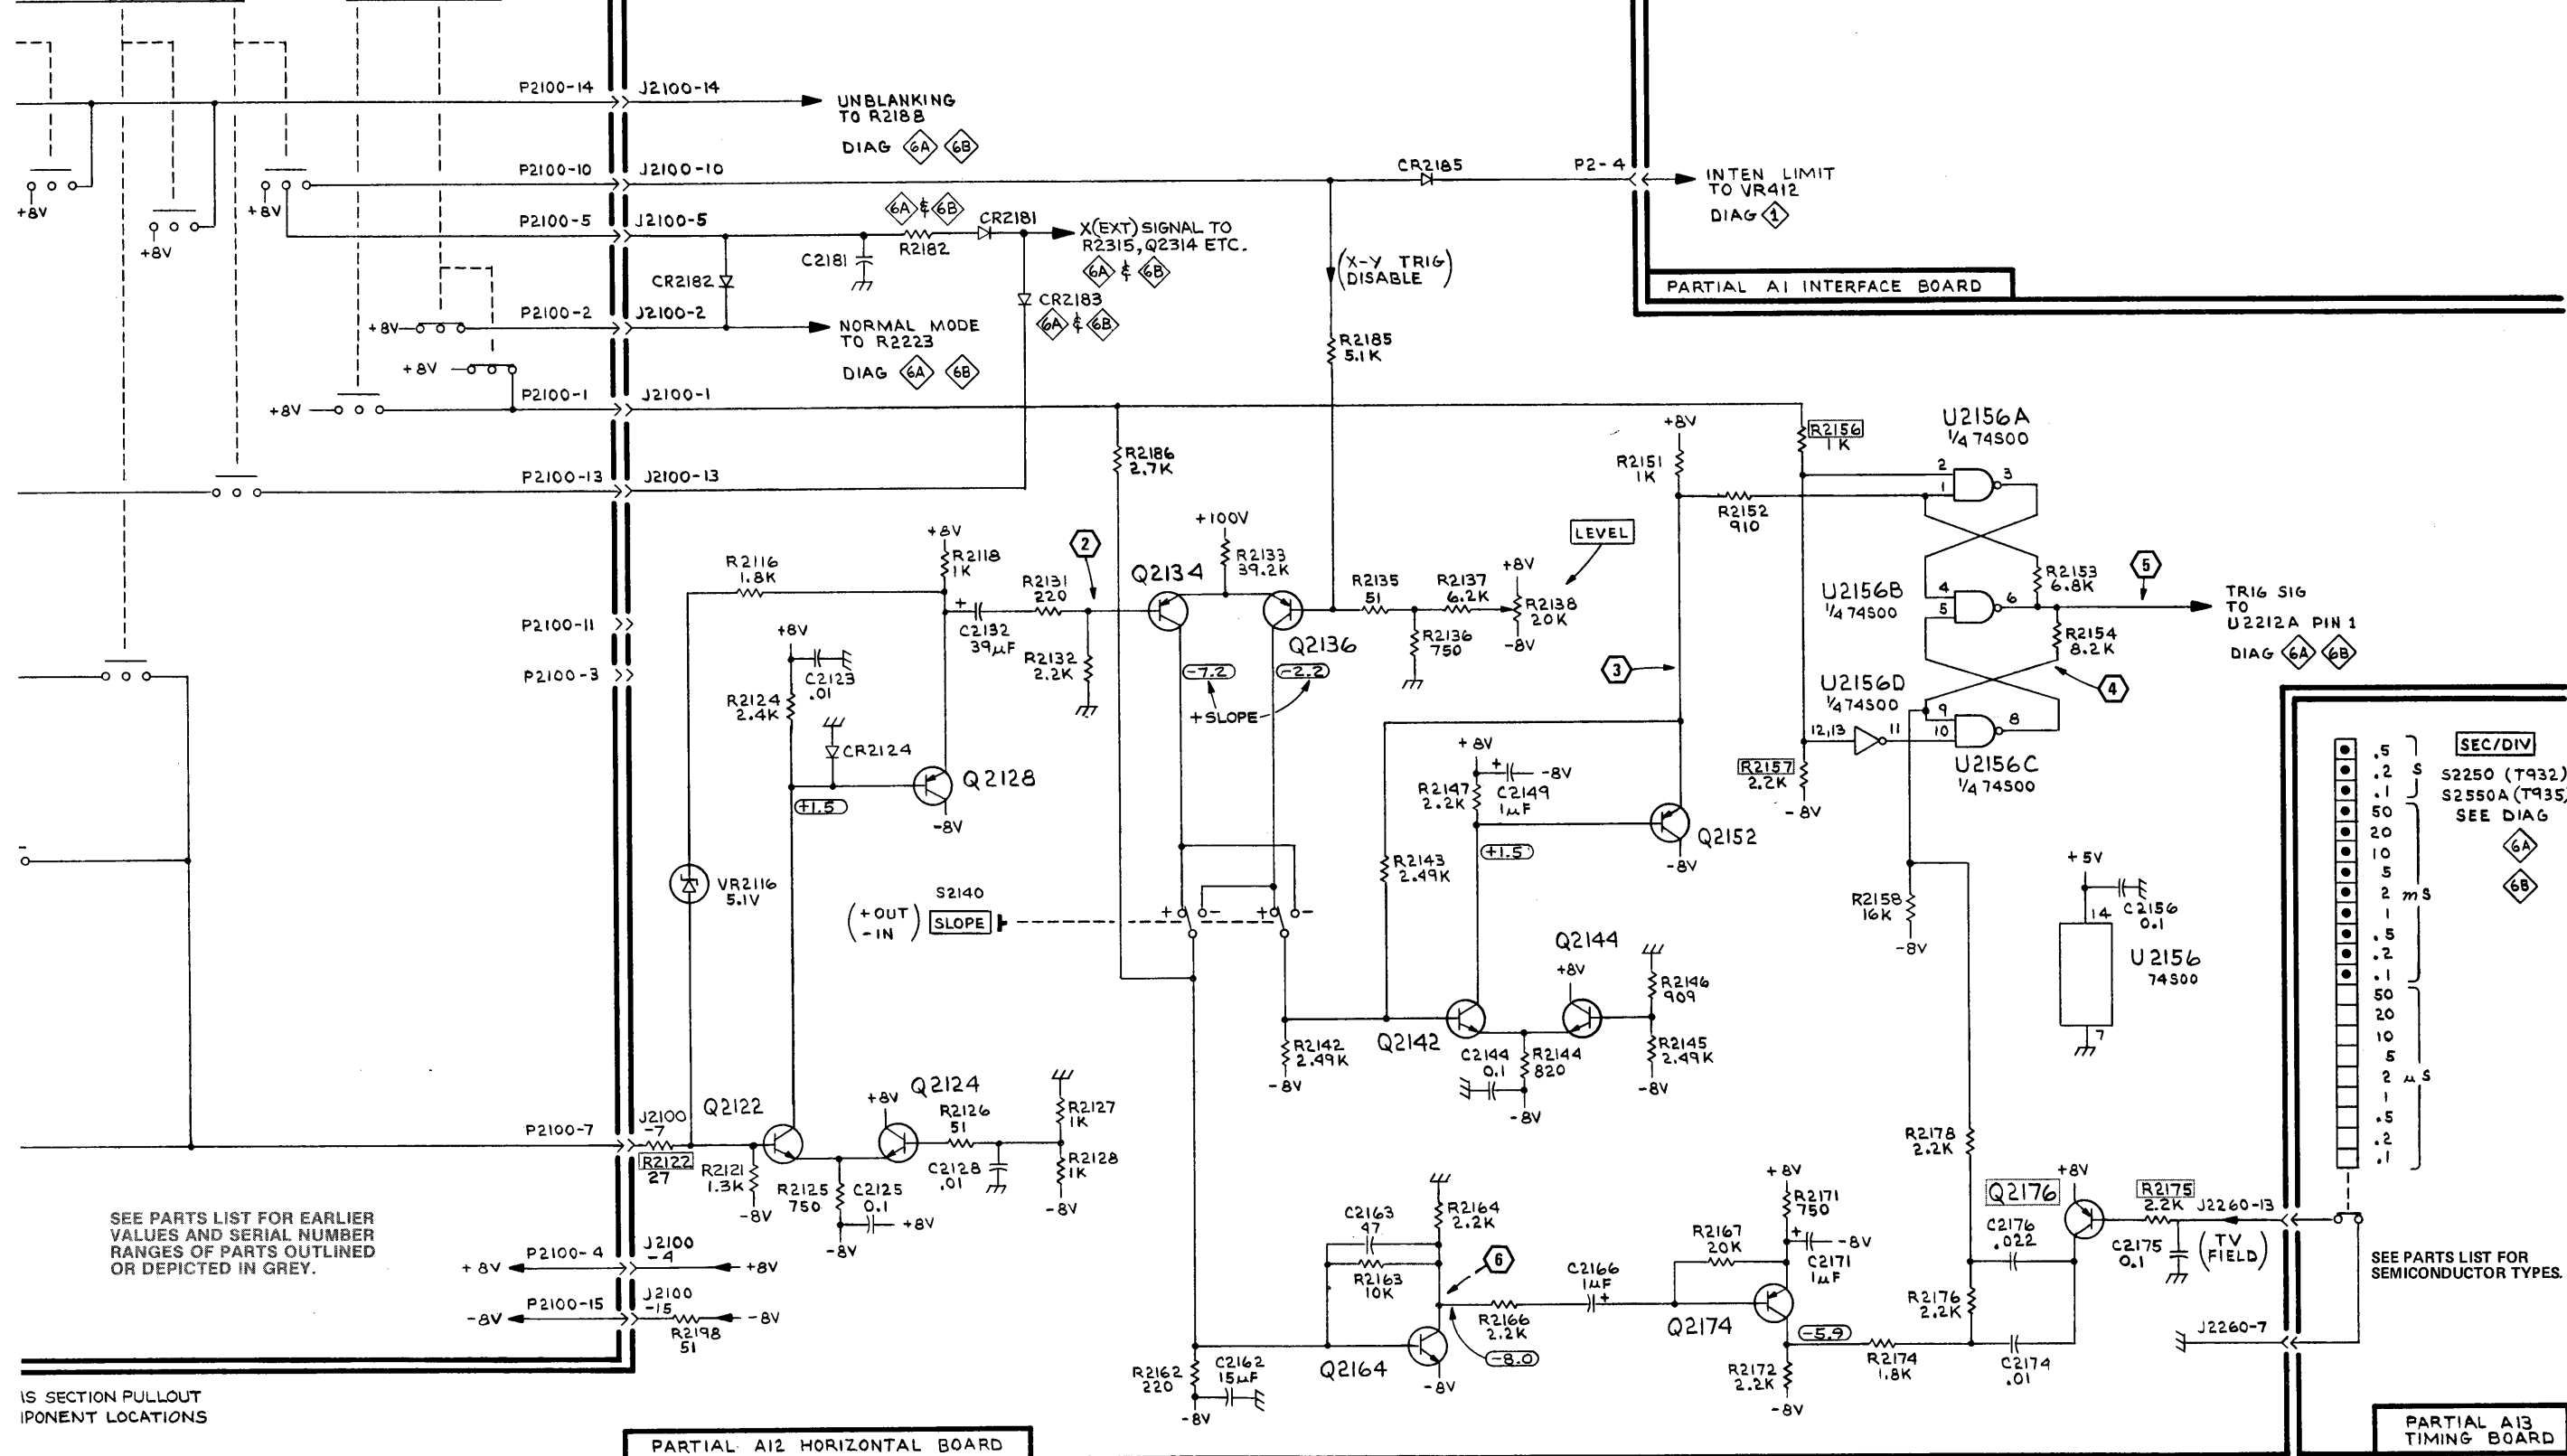 P2100-14 J2100-14
UNBLANKING
TO R2188
DIAG 6A 6B
+8V
P2100-10 J2100-10
+8V
+8V
CR2185
P2-4
INTEN LIMIT
TO VR412
DIAG 1
P2100-5 J2100-5
6A & 6B
CR2181
R2182
C2181
X(EXT) SIGNAL TO
R2315, Q2314 ETC.
6A & 6B
CR2182
CR2183
6A & 6B
(X-Y TRIG)
DISABLE
PARTIAL A1 INTERFACE BOARD
+8V
P2100-2 J2100-2
NORMAL MODE
TO R2223
DIAG 6A 6B
R2185
5.1K
+8V
+8V
P2100-1 J2100-1
P2100-13 J2100-13
R2186
2.7K
+8V
R2151
1K
R2156
1K
U2156A
1/4 74S00
2
1
3
R2152
910
+100V
R2133
39.2K
LEVEL
+8V
R2118
1K
2
R2116
1.8K
R2131
220
Q2134
R2135
51
R2137
6.2K
+8V
R2138
20K
-8V
U2156B
1/4 74S00
4
5
6
R2153
6.8K
5
TRIG SIG
TO
U2212A PIN 1
DIAG 6A 6B
P2100-11
P2100-3
+8V
C2123
.01
+
C2132
39µF
R2132
2.2K
Q2136
-7.2
-2.2
+SLOPE
R2136
750
3
R2154
8.2K
4
R2124
2.4K
CR2124
Q2128
+1.5
-8V
U2156D
1/4 74S00
12,13
11
9
10
8
U2156C
1/4 74S00
R2157
2.2K
-8V
+8V
+
-8V
R2147
2.2K
C2149
1µF
+1.5
Q2152
-8V
R2143
2.49K
VR2116
5.1V
S2140
(+OUT)
-IN
SLOPE
+ -
+ -
R2158
16K
-8V
+5V
C2156
0.1
14
U2156
74S00
7
SEC/DIV
S2250 (T932)
S2550A (T935)
SEE DIAG
6A
6B
.5
.2
.1
S
50
20
10
5
2
1
.5
.2
.1
mS
50
20
10
5
2
1
.5
.2
.1
µS
-
R2142
2.49K
-8V
Q2142
Q2144
+8V
C2144
0.1
R2144
820
-8V
R2146
909
R2145
2.49K
-8V
P2100-7
J2100
-7
R2122
27
R2121
1.3K
-8V
Q2122
Q2124
+8V
R2125
750
C2125
0.1
+8V
-8V
R2126
51
C2128
.01
R2127
1K
R2128
1K
-8V
SEE PARTS LIST FOR EARLIER
VALUES AND SERIAL NUMBER
RANGES OF PARTS OUTLINED
OR DEPICTED IN GREY.
+8V
P2100-4
J2100
-4
+8V
-8V
P2100-15
J2100
-15
R2198
51
-8V
C2163
47
R2163
10K
R2164
2.2K
6
R2166
2.2K
-8.0
Q2164
-8V
R2162
220
C2162
15µF
-8V
C2166
1µF
+
R2167
20K
+8V
R2171
750
+
-8V
C2171
1µF
Q2174
-5.9
R2172
2.2K
-8V
R2174
1.8K
R2178
2.2K
R2176
2.2K
C2176
.022
C2174
.01
Q2176
+8V
R2175
2.2K
C2175
0.1
(TV
FIELD)
J2260-13
J2260-7
SEE PARTS LIST FOR
SEMICONDUCTOR TYPES.
IS SECTION PULLOUT
IPONENT LOCATIONS
PARTIAL A12 HORIZONTAL BOARD
PARTIAL A13
TIMING BOARD